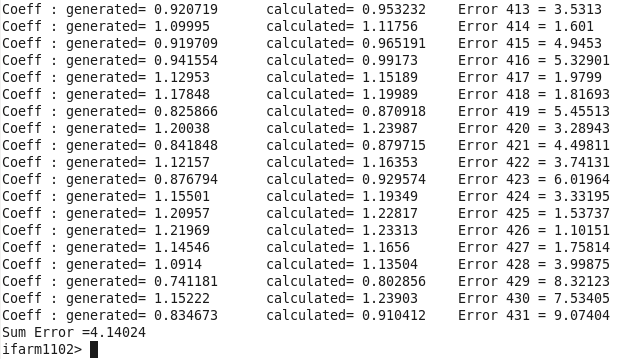 Coeff : generated= 0.920719      calculated= 0.953232    Error 413 = 3.5313
Coeff : generated= 1.09995       calculated= 1.11756     Error 414 = 1.601
Coeff : generated= 0.919709      calculated= 0.965191    Error 415 = 4.9453
Coeff : generated= 0.941554      calculated= 0.99173     Error 416 = 5.32901
Coeff : generated= 1.12953       calculated= 1.15189     Error 417 = 1.9799
Coeff : generated= 1.17848       calculated= 1.19989     Error 418 = 1.81693
Coeff : generated= 0.825866      calculated= 0.870918    Error 419 = 5.45513
Coeff : generated= 1.20038       calculated= 1.23987     Error 420 = 3.28943
Coeff : generated= 0.841848      calculated= 0.879715    Error 421 = 4.49811
Coeff : generated= 1.12157       calculated= 1.16353     Error 422 = 3.74131
Coeff : generated= 0.876794      calculated= 0.929574    Error 423 = 6.01964
Coeff : generated= 1.15501       calculated= 1.19349     Error 424 = 3.33195
Coeff : generated= 1.20957       calculated= 1.22817     Error 425 = 1.53737
Coeff : generated= 1.21969       calculated= 1.23313     Error 426 = 1.10151
Coeff : generated= 1.14546       calculated= 1.1656      Error 427 = 1.75814
Coeff : generated= 1.0914        calculated= 1.13504     Error 428 = 3.99875
Coeff : generated= 0.741181      calculated= 0.802856    Error 429 = 8.32123
Coeff : generated= 1.15222       calculated= 1.23903     Error 430 = 7.53405
Coeff : generated= 0.834673      calculated= 0.910412    Error 431 = 9.07404
Sum Error =4.14024
ifarm1102>